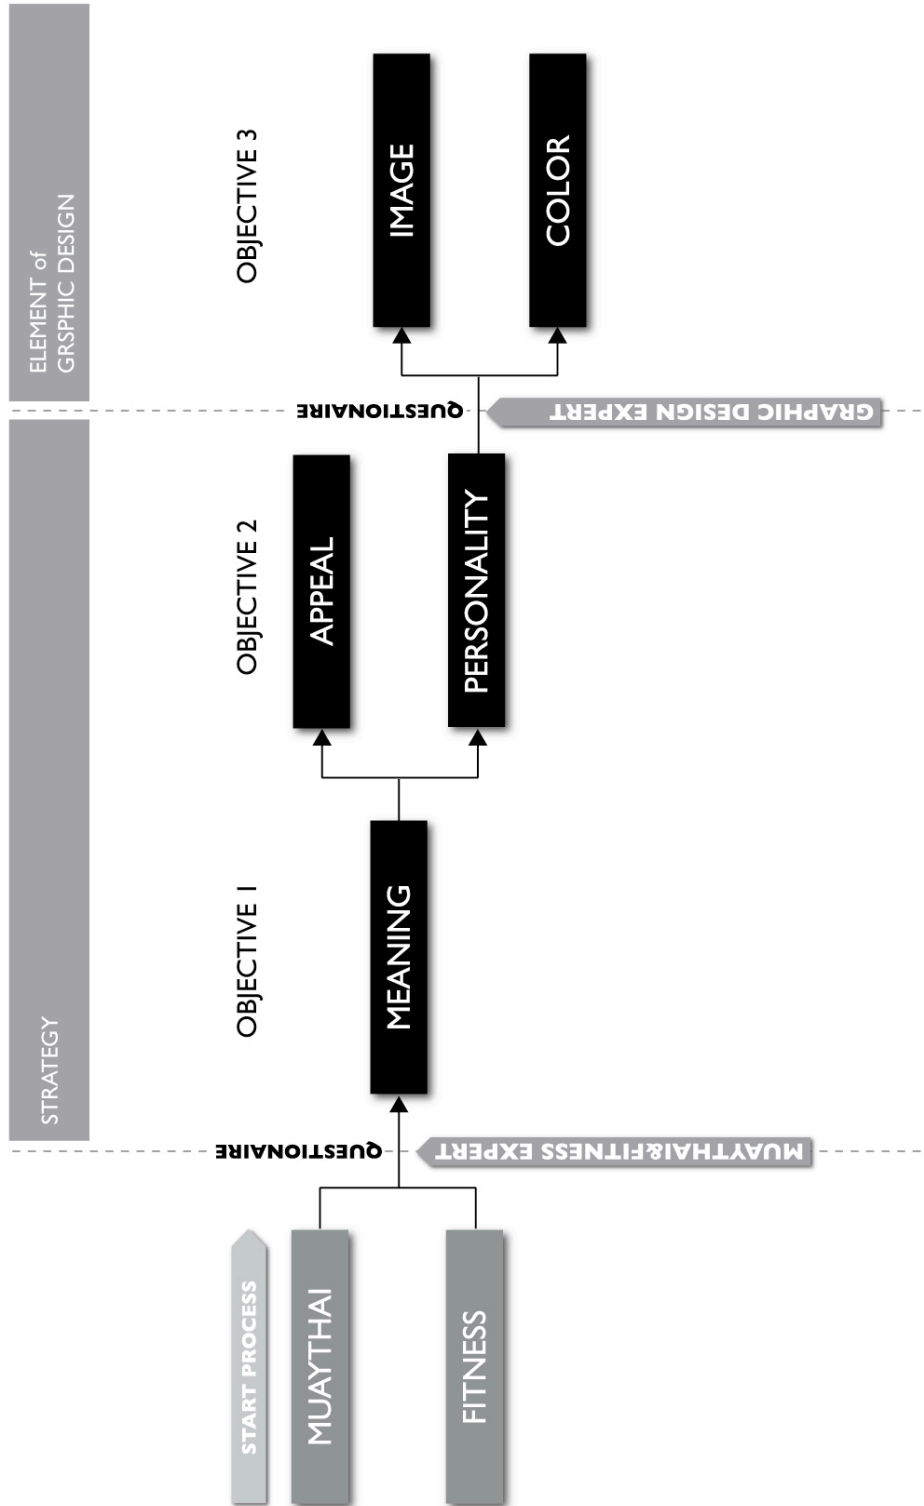 STRATEGY
ELEMENT of
GRSPHIC DESIGN
START PROCESS
MUAYTHAI
FITNESS
QUESTIONAIRE
MUAYTHAI&FITNESS EXPERT
OBJECTIVE 1
MEANING
OBJECTIVE 2
APPEAL
PERSONALITY
QUESTIONAIRE
GRAPHIC DESIGN EXPERT
OBJECTIVE 3
IMAGE
COLOR